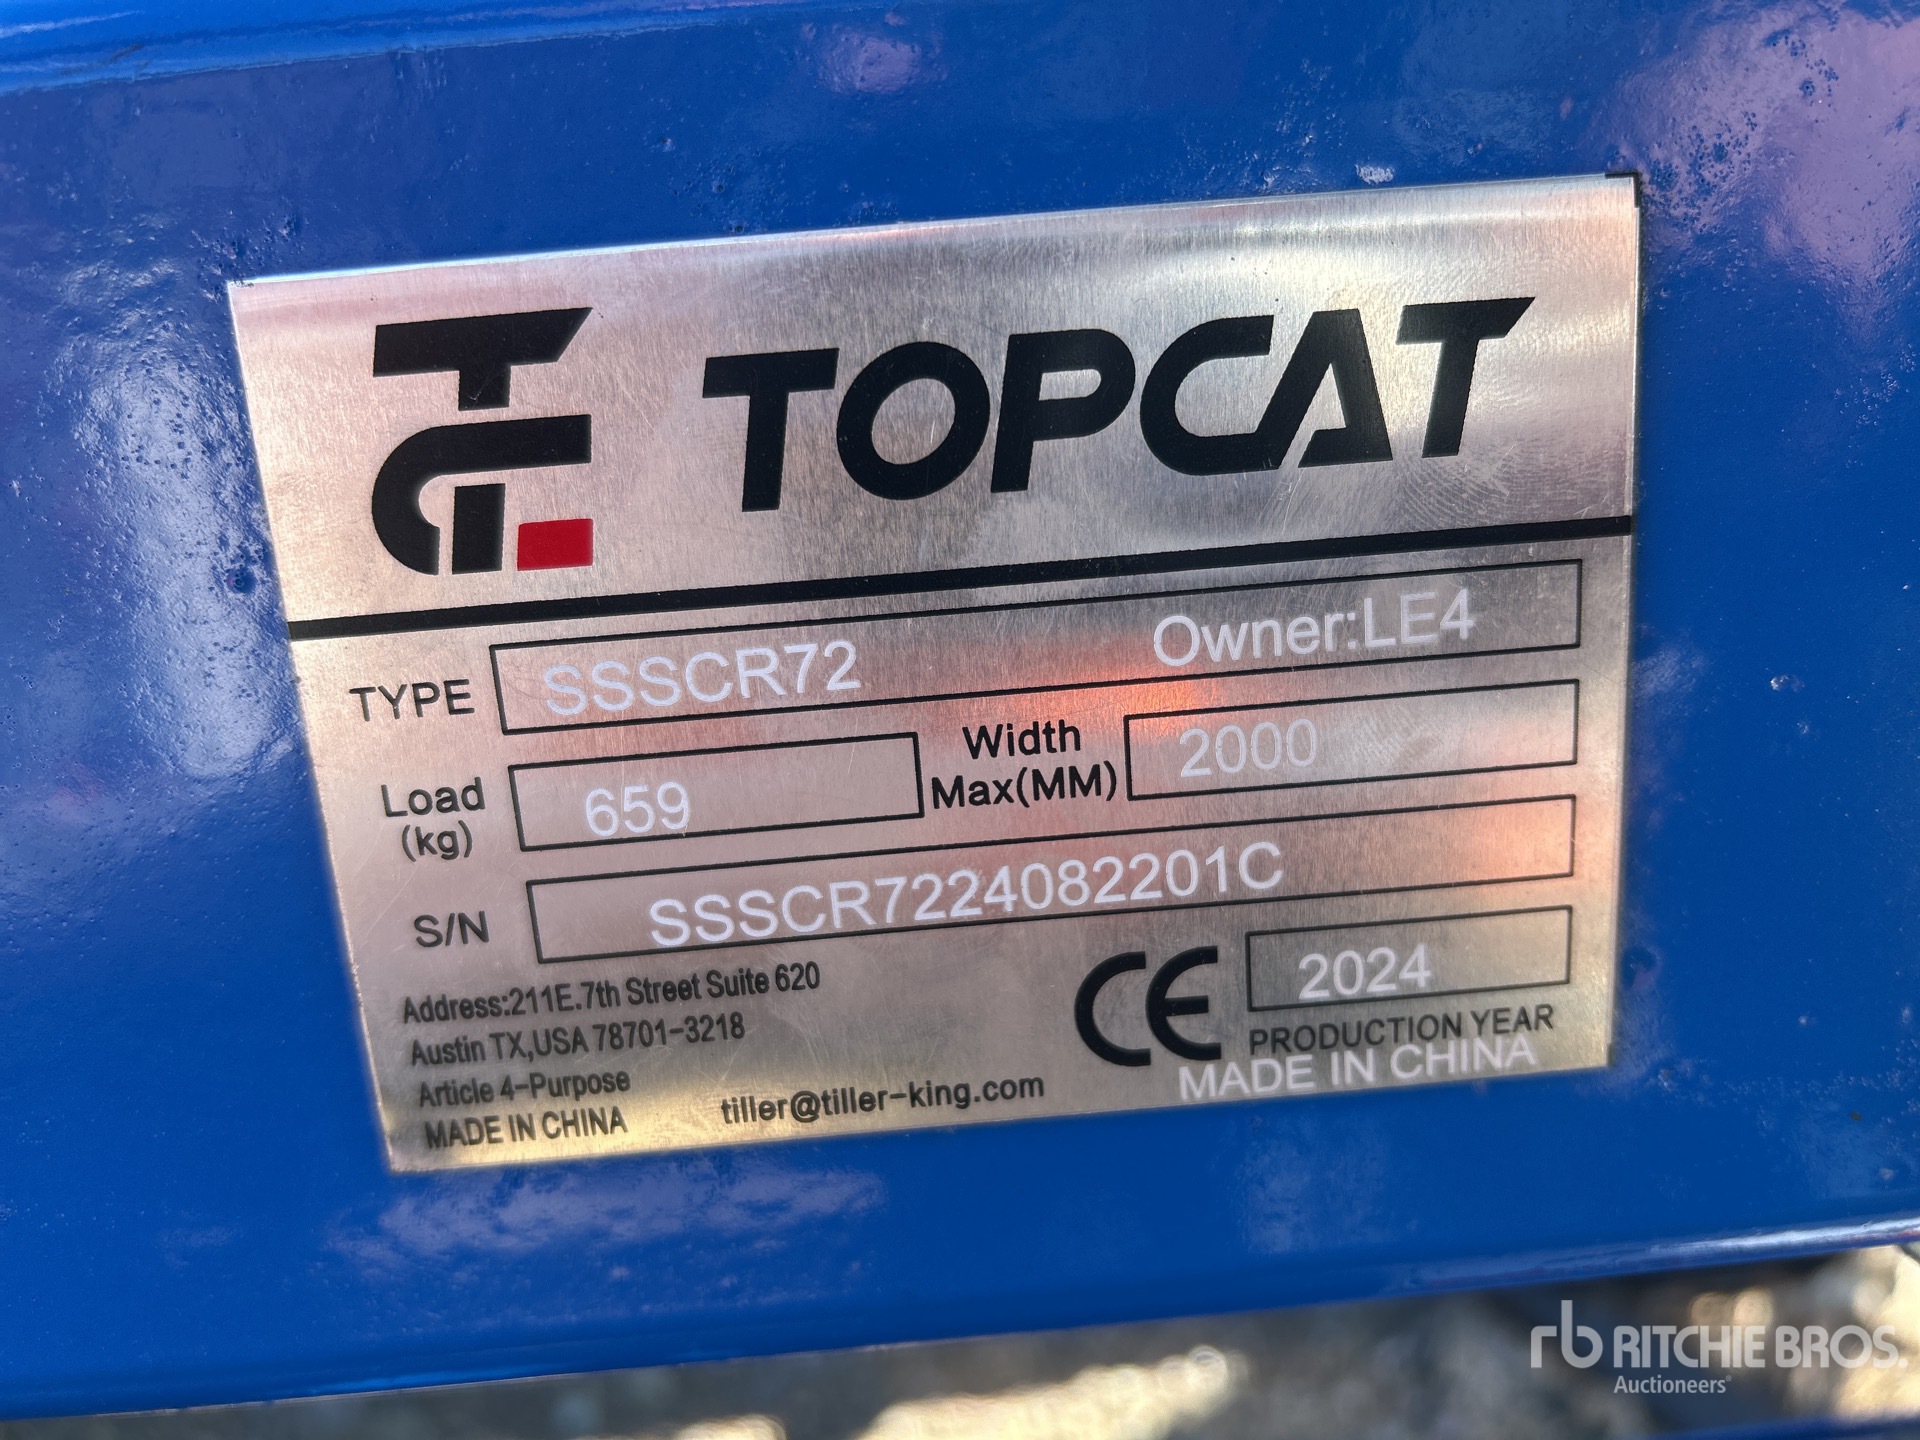 TOPCAT
TYPE SSSCR72 Owner:LE4
Load (kg) 659 Width Max(MM) 2000
S/N SSSCR7224082201C
Address:211E.7th Street Suite 620
Austin TX,USA 78701-3218
Article 4-Purpose
MADE IN CHINA
tiller@tiller-king.com
CE 2024
PRODUCTION YEAR
MADE IN CHINA
rb RITCHIE BROS.
Auctioneers